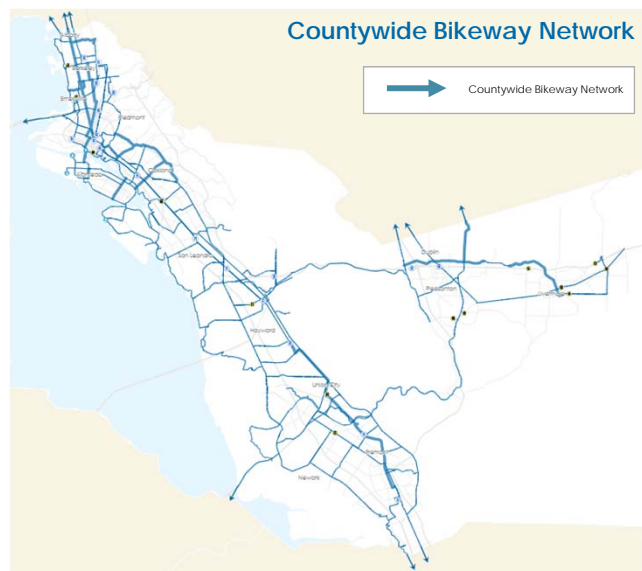 Countywide Bikeway Network
Countywide Bikeway Network
Albany
Berkeley
Emeryville
Piedmont
Oakland
Alameda
San Leandro
Dublin
Pleasanton
Livermore
Hayward
Union City
Fremont
Newark